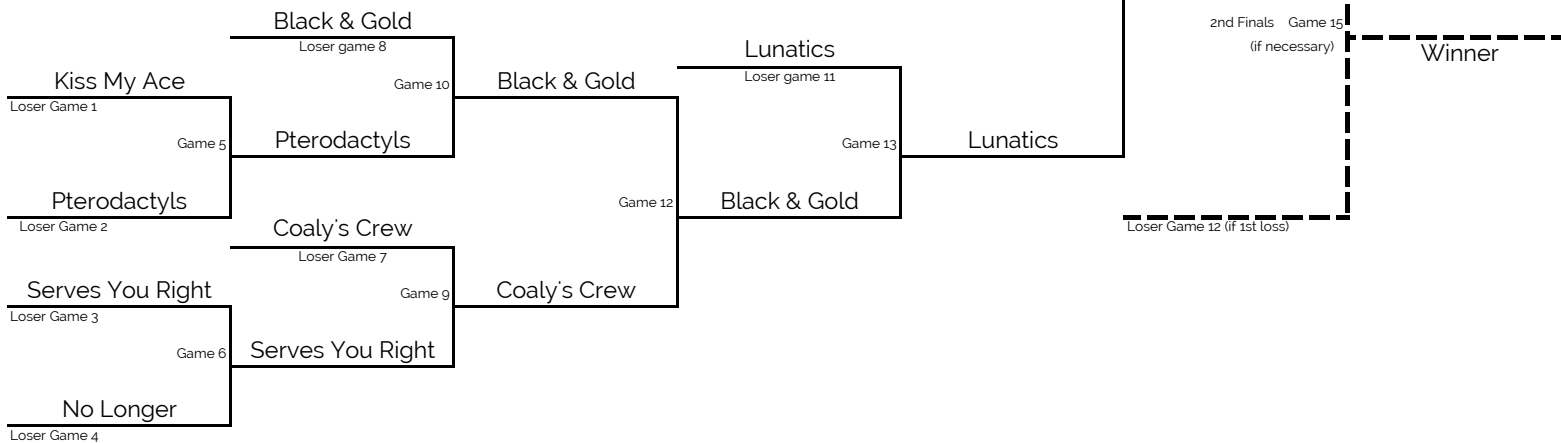 Black & Gold
Loser game 8
2nd Finals Game 15
(if necessary)
Winner
Lunatics
Loser game 11
Kiss My Ace
Loser Game 1
Game 10
Black & Gold
Game 5
Pterodactyls
Game 13
Lunatics
Pterodactyls
Loser Game 2
Game 12
Black & Gold
Loser Game 12 (if 1st loss)
Coaly's Crew
Loser Game 7
Serves You Right
Loser Game 3
Game 9
Coaly's Crew
Game 6
Serves You Right
No Longer
Loser Game 4